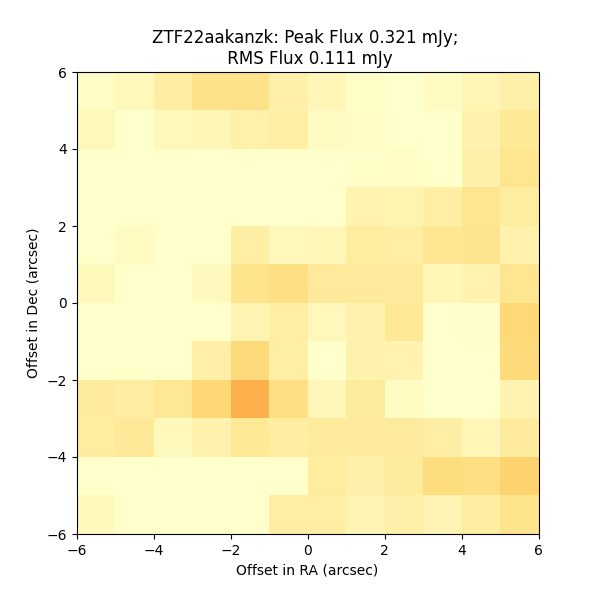 ZTF22aakanzk: Peak Flux 0.321 mJy;
RMS Flux 0.111 mJy
6
4
2
0
−2
−4
−6
Offset in Dec (arcsec)
−6 −4 −2 0 2 4 6
Offset in RA (arcsec)